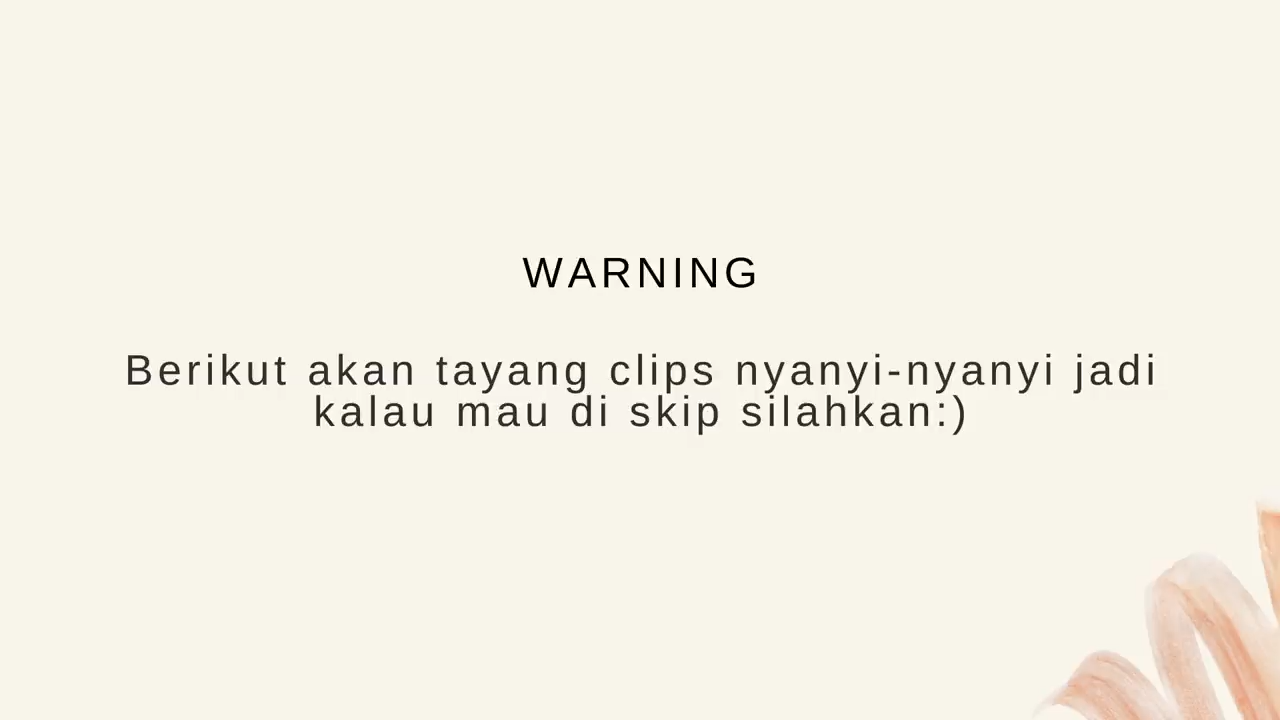 WARNING
Berikut akan tayang clips nyanyi-nyanyi jadi
kalau mau di skip silahkan:)